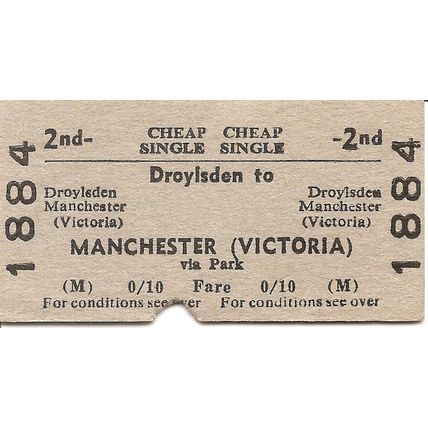 2nd- CHEAP CHEAP -2nd
SINGLE SINGLE
Droylsden to
Droylsden Droylsden
Manchester Manchester
(Victoria) (Victoria)
MANCHESTER (VICTORIA)
via Park
(M) 0/10 Fare 0/10 (M)
For conditions see over For conditions see over
1884
1884